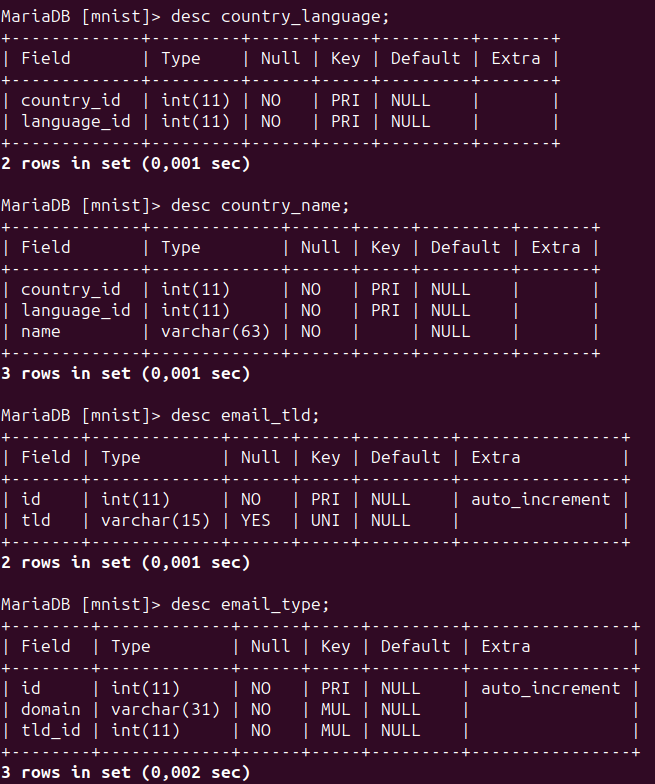 MariaDB [mnist]> desc country_language;
+-------------+---------+------+-----+---------+-------+
| Field       | Type    | Null | Key | Default | Extra |
+-------------+---------+------+-----+---------+-------+
| country_id  | int(11) | NO   | PRI | NULL    |       |
| language_id | int(11) | NO   | PRI | NULL    |       |
+-------------+---------+------+-----+---------+-------+
2 rows in set (0,001 sec)

MariaDB [mnist]> desc country_name;
+-------------+-------------+------+-----+---------+-------+
| Field       | Type        | Null | Key | Default | Extra |
+-------------+-------------+------+-----+---------+-------+
| country_id  | int(11)     | NO   | PRI | NULL    |       |
| language_id | int(11)     | NO   | PRI | NULL    |       |
| name        | varchar(63) | NO   |     | NULL    |       |
+-------------+-------------+------+-----+---------+-------+
3 rows in set (0,001 sec)

MariaDB [mnist]> desc email_tld;
+-------+-------------+------+-----+---------+----------------+
| Field | Type        | Null | Key | Default | Extra          |
+-------+-------------+------+-----+---------+----------------+
| id    | int(11)     | NO   | PRI | NULL    | auto_increment |
| tld   | varchar(15) | YES  | UNI | NULL    |                |
+-------+-------------+------+-----+---------+----------------+
2 rows in set (0,001 sec)

MariaDB [mnist]> desc email_type;
+--------+-------------+------+-----+---------+----------------+
| Field  | Type        | Null | Key | Default | Extra          |
+--------+-------------+------+-----+---------+----------------+
| id     | int(11)     | NO   | PRI | NULL    | auto_increment |
| domain | varchar(31) | NO   | MUL | NULL    |                |
| tld_id | int(11)     | NO   | MUL | NULL    |                |
+--------+-------------+------+-----+---------+----------------+
3 rows in set (0,002 sec)